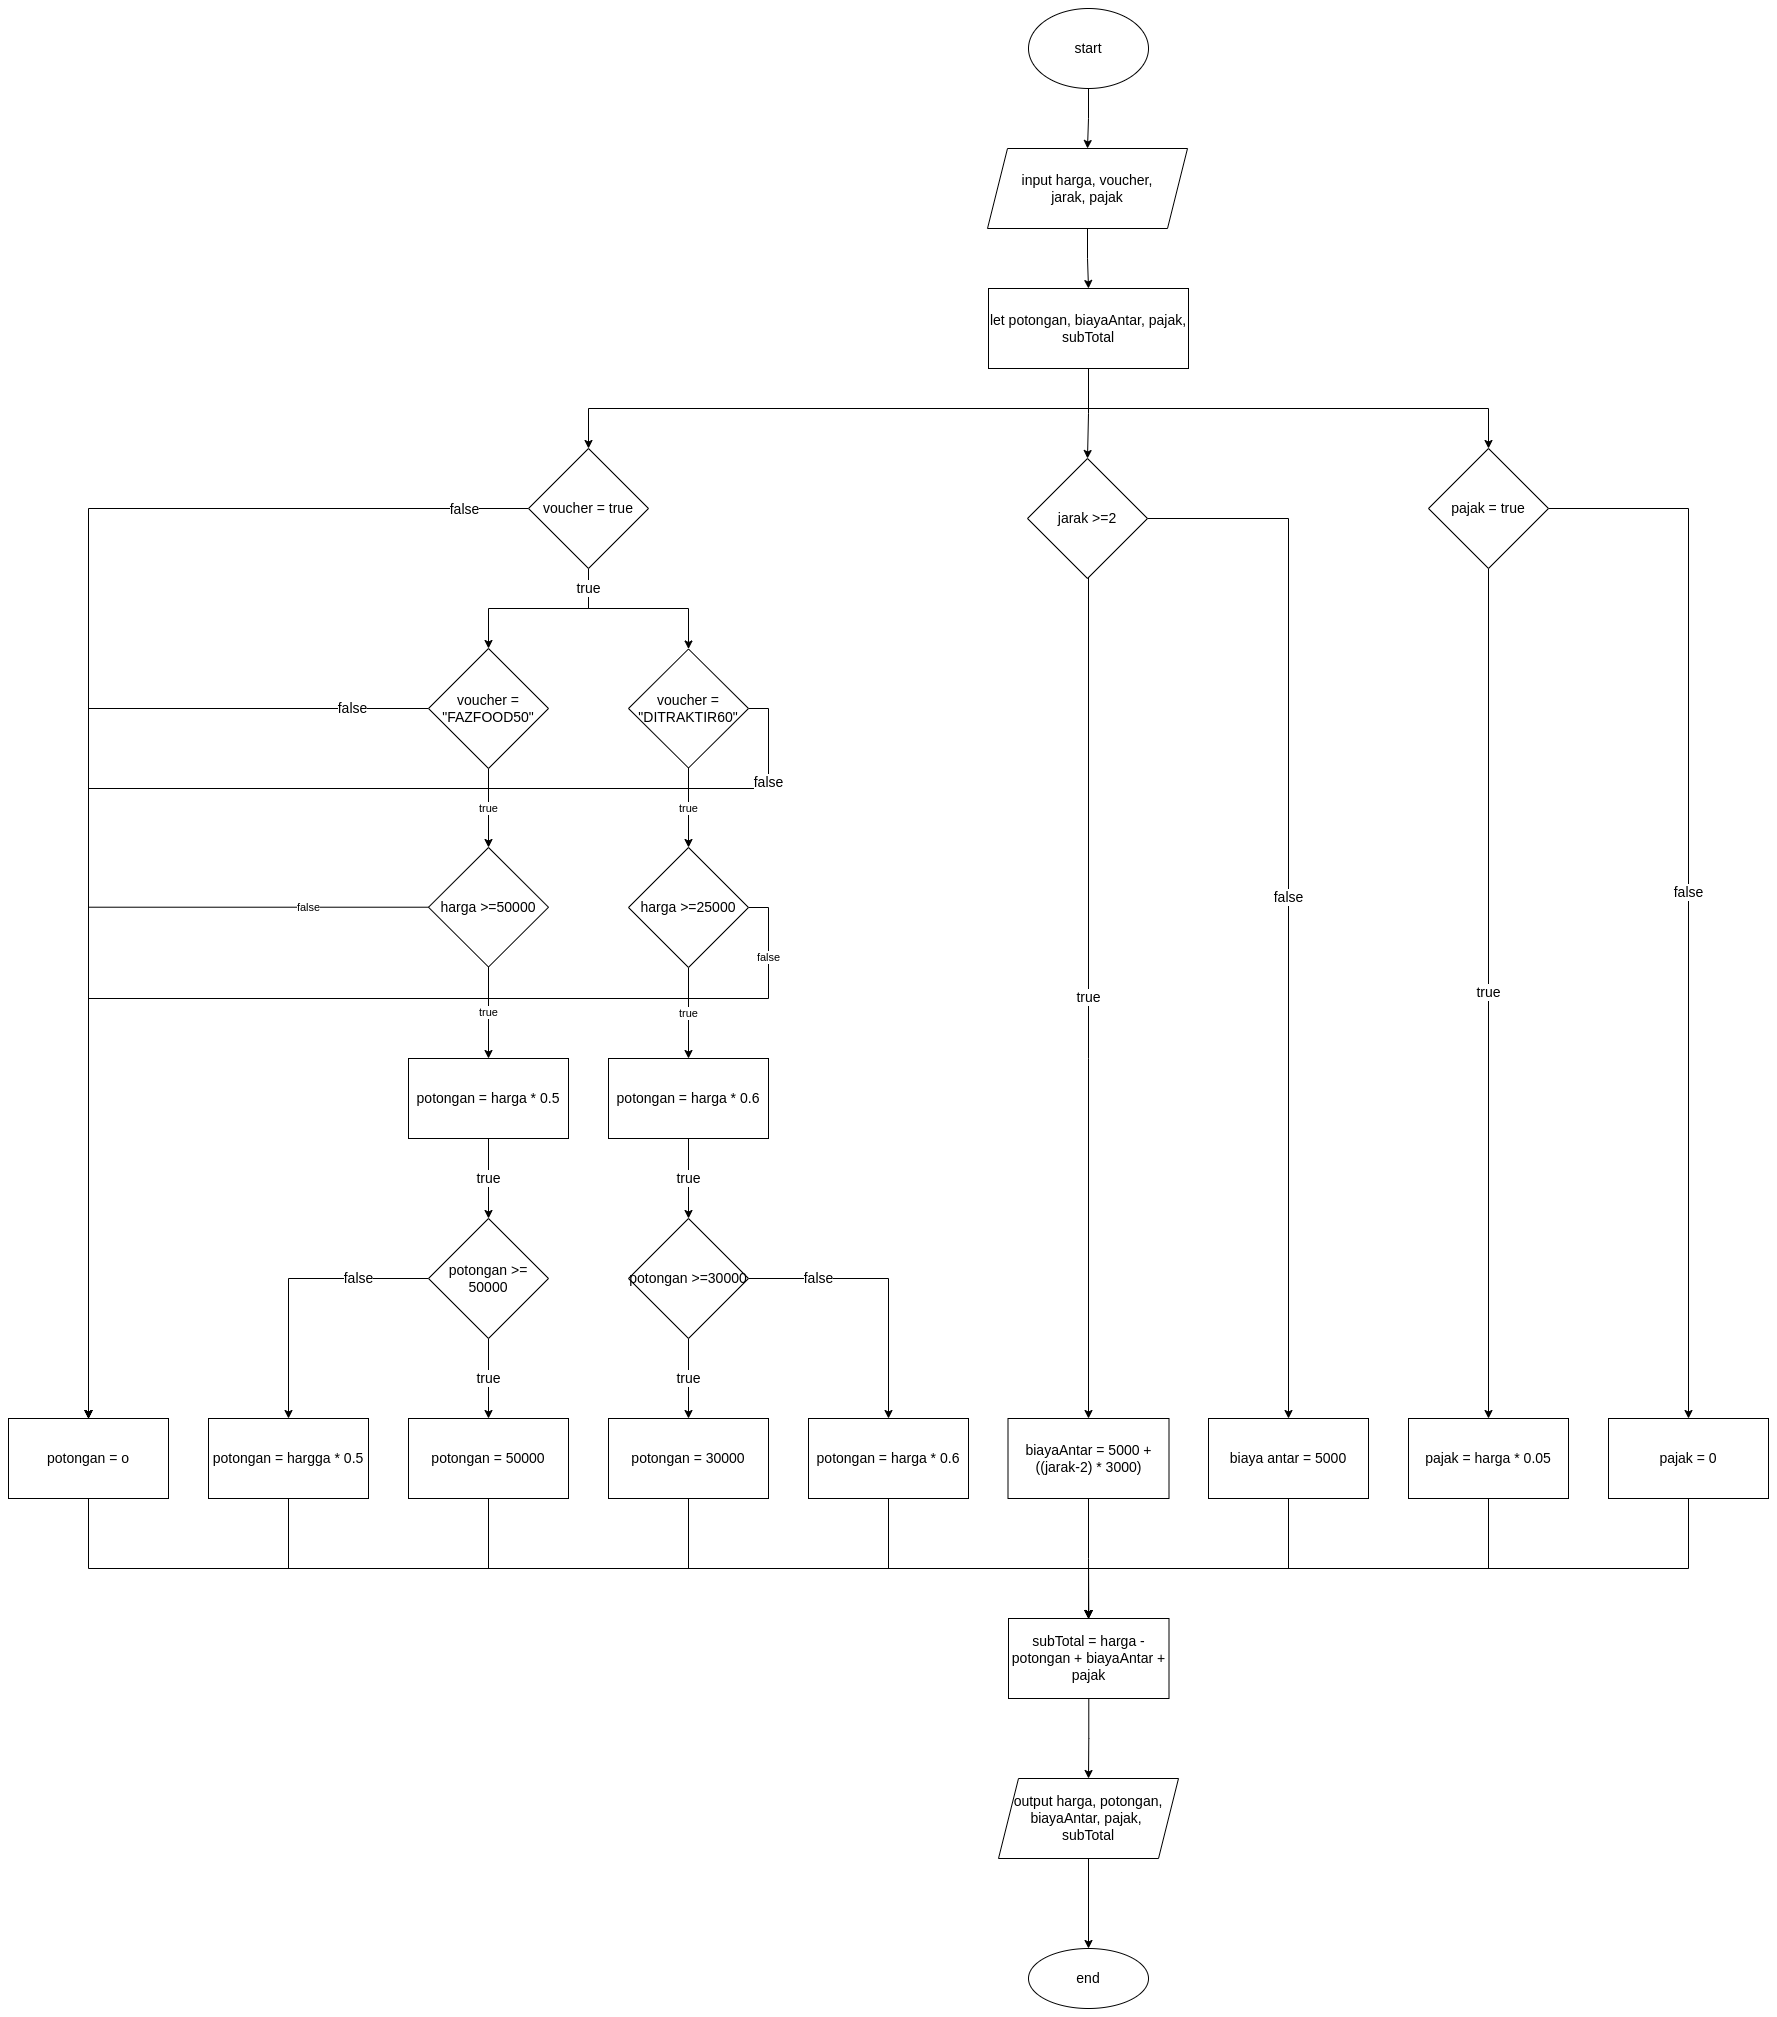 start
input harga, voucher,
jarak, pajak
let potongan, biayaAntar, pajak,
subTotal
voucher = true
jarak >=2
pajak = true
false
true
voucher =
"FAZFOOD50"
voucher =
"DITRAKTIR60"
false
false
true
true
harga >=50000
harga >=25000
false
false
false
false
true
true
true
true
potongan = harga * 0.5
potongan = harga * 0.6
true
true
potongan >=
50000
potongan >=30000
false
false
true
true
potongan = o
potongan = hargga * 0.5
potongan = 50000
potongan = 30000
potongan = harga * 0.6
biayaAntar = 5000 +
((jarak-2) * 3000)
biaya antar = 5000
pajak = harga * 0.05
pajak = 0
subTotal = harga -
potongan + biayaAntar +
pajak
output harga, potongan,
biayaAntar, pajak,
subTotal
end